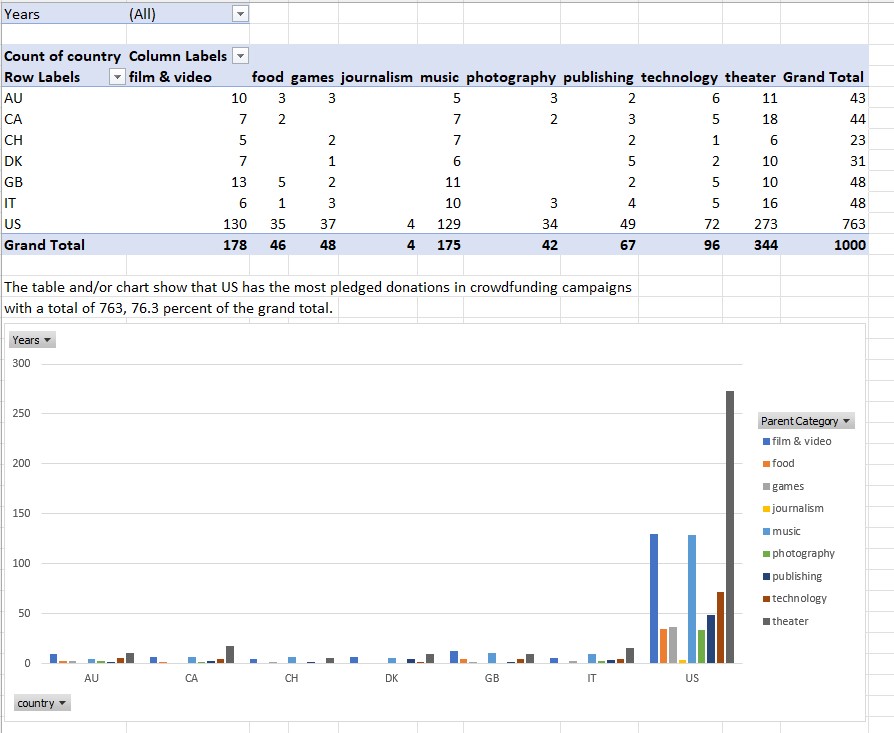 Years (All)
Count of country Column Labels
Row Labels film & video food games journalism music photography publishing technology theater Grand Total
AU 10 3 3 5 3 2 6 11 43
CA 7 2 7 2 3 5 18 44
CH 5 2 7 2 1 6 23
DK 7 1 6 5 2 10 31
GB 13 5 2 11 2 5 10 48
IT 6 1 3 10 3 4 5 16 48
US 130 35 37 4 129 34 49 72 273 763
Grand Total 178 46 48 4 175 42 67 96 344 1000
The table and/or chart show that US has the most pledged donations in crowdfunding campaigns
with a total of 763, 76.3 percent of the grand total.
Years
300
250
200
150
100
50
0
AU CA CH DK GB IT US
country
Parent Category
film & video
food
games
journalism
music
photography
publishing
technology
theater